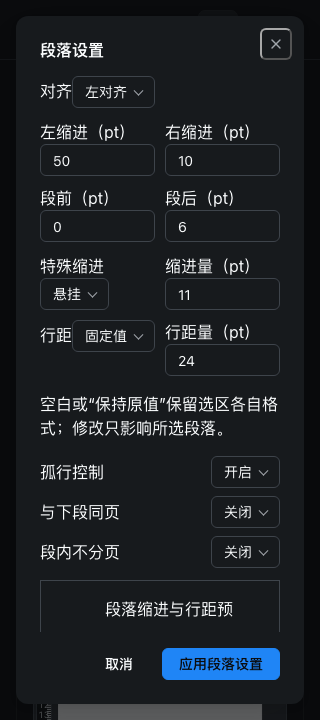 段落设置
对齐 左对齐
左缩进（pt） 右缩进（pt）
50 10
段前（pt） 段后（pt）
0 6
特殊缩进 缩进量（pt）
悬挂 11
行距 固定值 行距量（pt）
24
空白或“保持原值”保留选区各自格
式；修改只影响所选段落。
孤行控制 开启
与下段同页 关闭
段内不分页 关闭
段落缩进与行距预
取消 应用段落设置